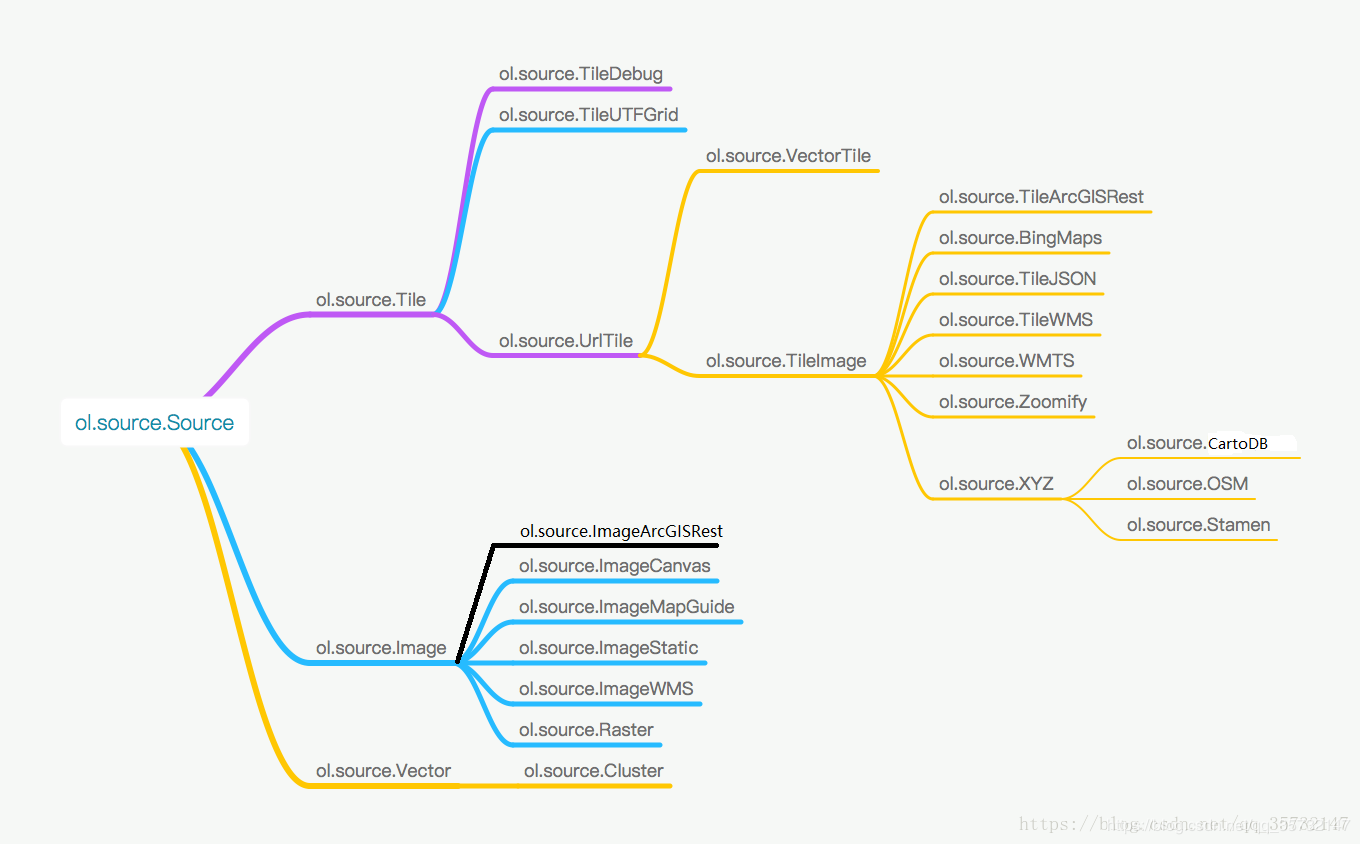 ol.source.TileDebug
ol.source.TileUTFGrid
ol.source.VectorTile
ol.source.TileArcGISRest
ol.source.BingMaps
ol.source.TileJSON
ol.source.Tile
ol.source.TileWMS
ol.source.UrlTile
ol.source.TileImage
ol.source.WMTS
ol.source.Zoomify
ol.source.Source
ol.source.CartoDB
ol.source.XYZ
ol.source.OSM
ol.source.Stamen
ol.source.ImageArcGISRest
ol.source.ImageCanvas
ol.source.ImageMapGuide
ol.source.Image
ol.source.ImageStatic
ol.source.ImageWMS
ol.source.Raster
ol.source.Vector
ol.source.Cluster
https://blog.csdn.net/qq_35732147